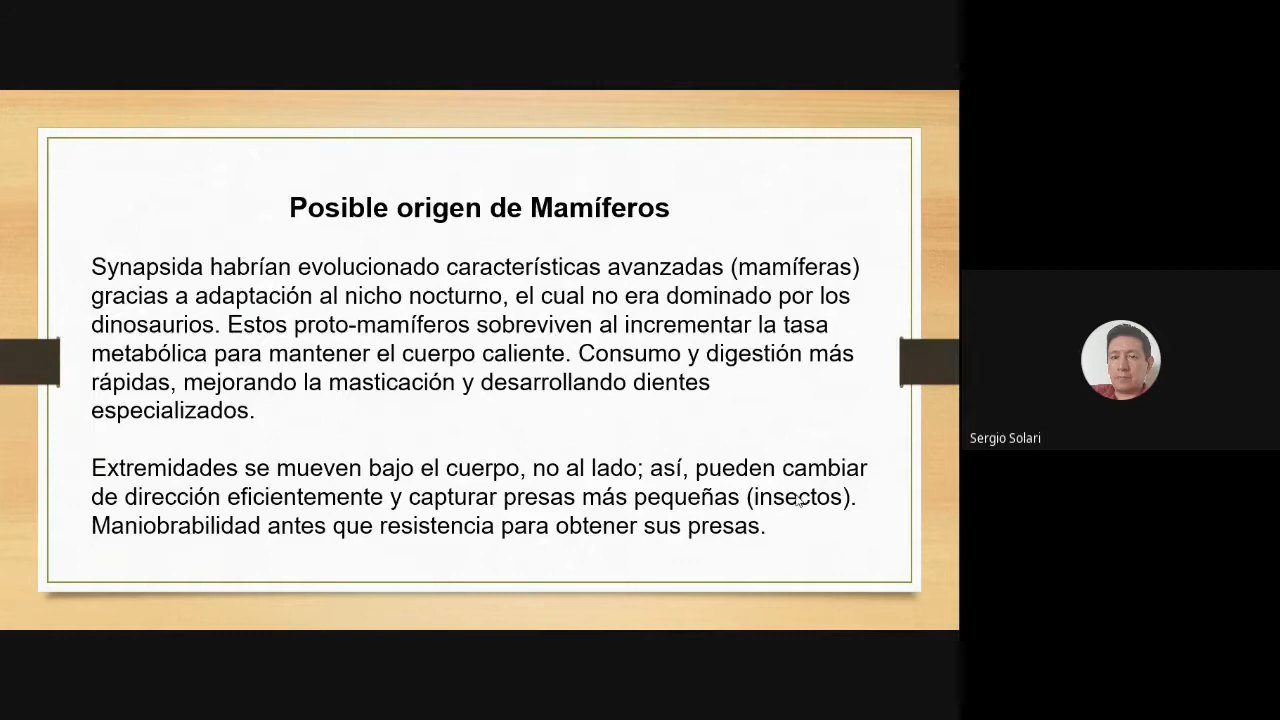 Posible origen de Mamíferos
Synapsida habrían evolucionado características avanzadas (mamíferas)
gracias a adaptación al nicho nocturno, el cual no era dominado por los
dinosaurios. Estos proto-mamíferos sobreviven al incrementar la tasa
metabólica para mantener el cuerpo caliente. Consumo y digestión más
rápidas, mejorando la masticación y desarrollando dientes
especializados.
Extremidades se mueven bajo el cuerpo, no al lado; así, pueden cambiar
de dirección eficientemente y capturar presas más pequeñas (insectos).
Maniobrabilidad antes que resistencia para obtener sus presas.
Sergio Solari